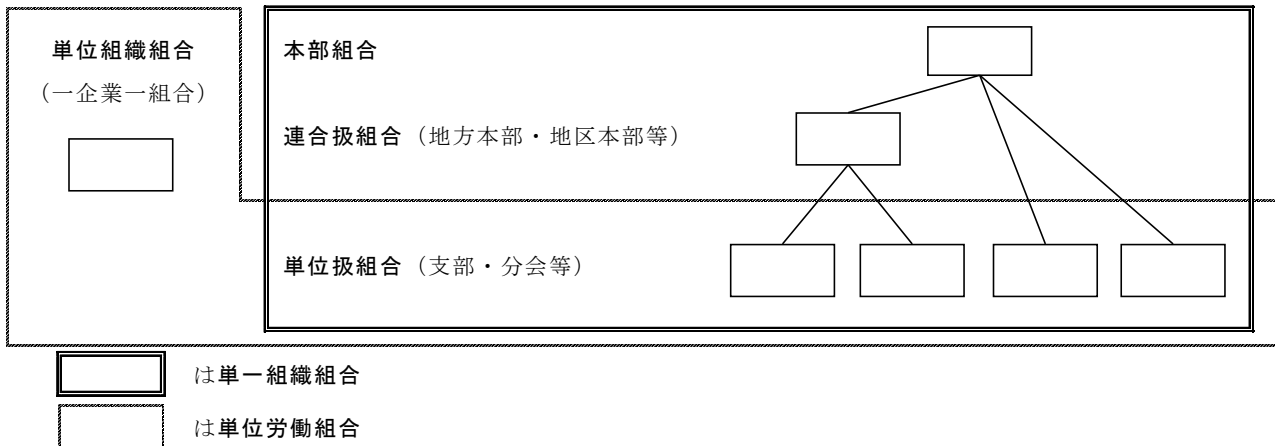 単位組織組合
（一企業一組合）
本部組合
連合扱組合（地方本部・地区本部等）
単位扱組合（支部・分会等）
は単一組織組合
は単位労働組合